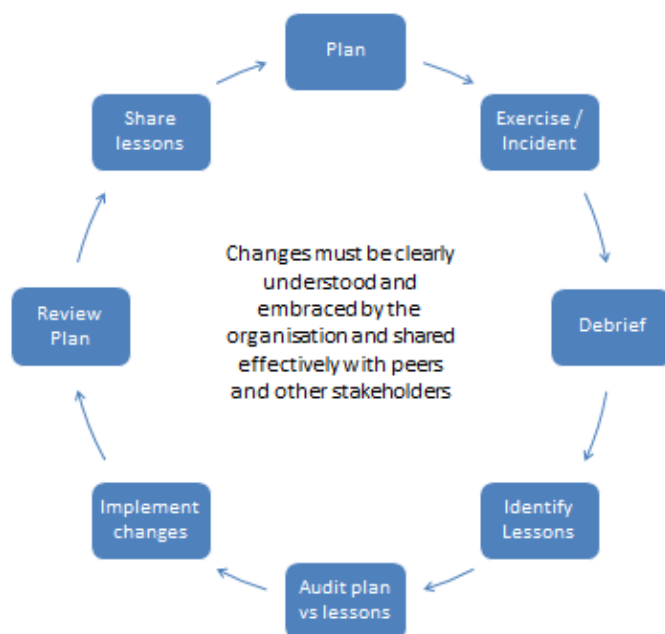 Plan
Exercise /
Incident
Debrief
Identify
Lessons
Audit plan
vs lessons
Implement
changes
Review
Plan
Share
lessons
Changes must be clearly
understood and
embraced by the
organisation and shared
effectively with peers
and other stakeholders